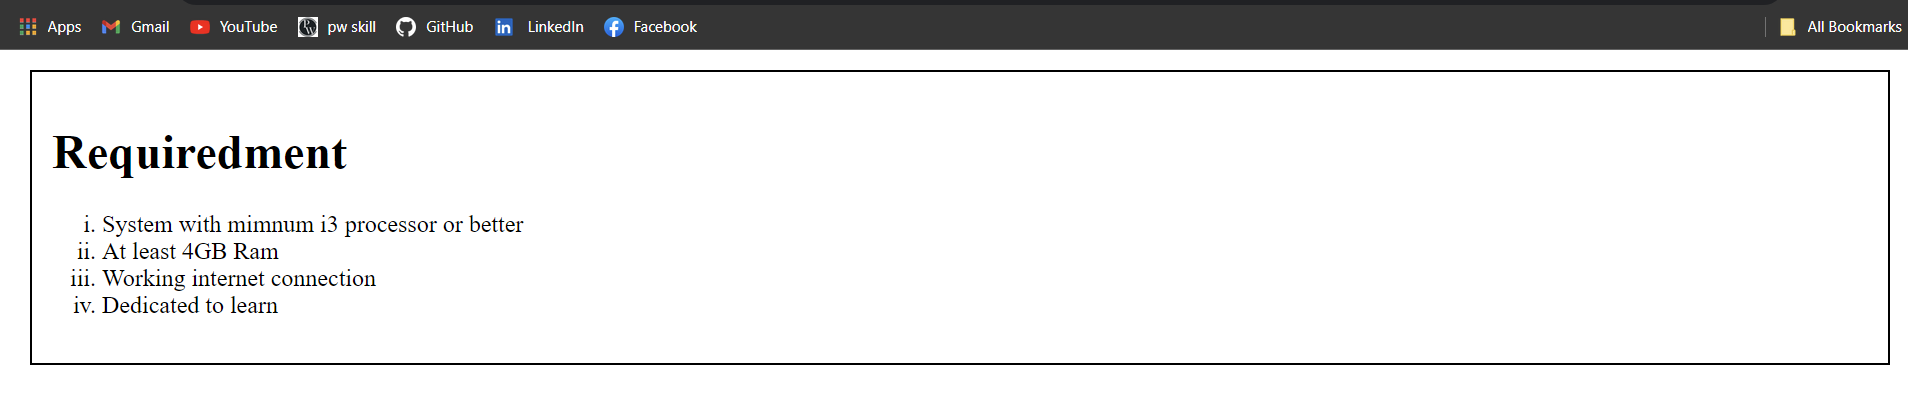 Apps Gmail YouTube pw skill GitHub LinkedIn Facebook All Bookmarks
Requiredment
i. System with mimnum i3 processor or better
ii. At least 4GB Ram
iii. Working internet connection
iv. Dedicated to learn